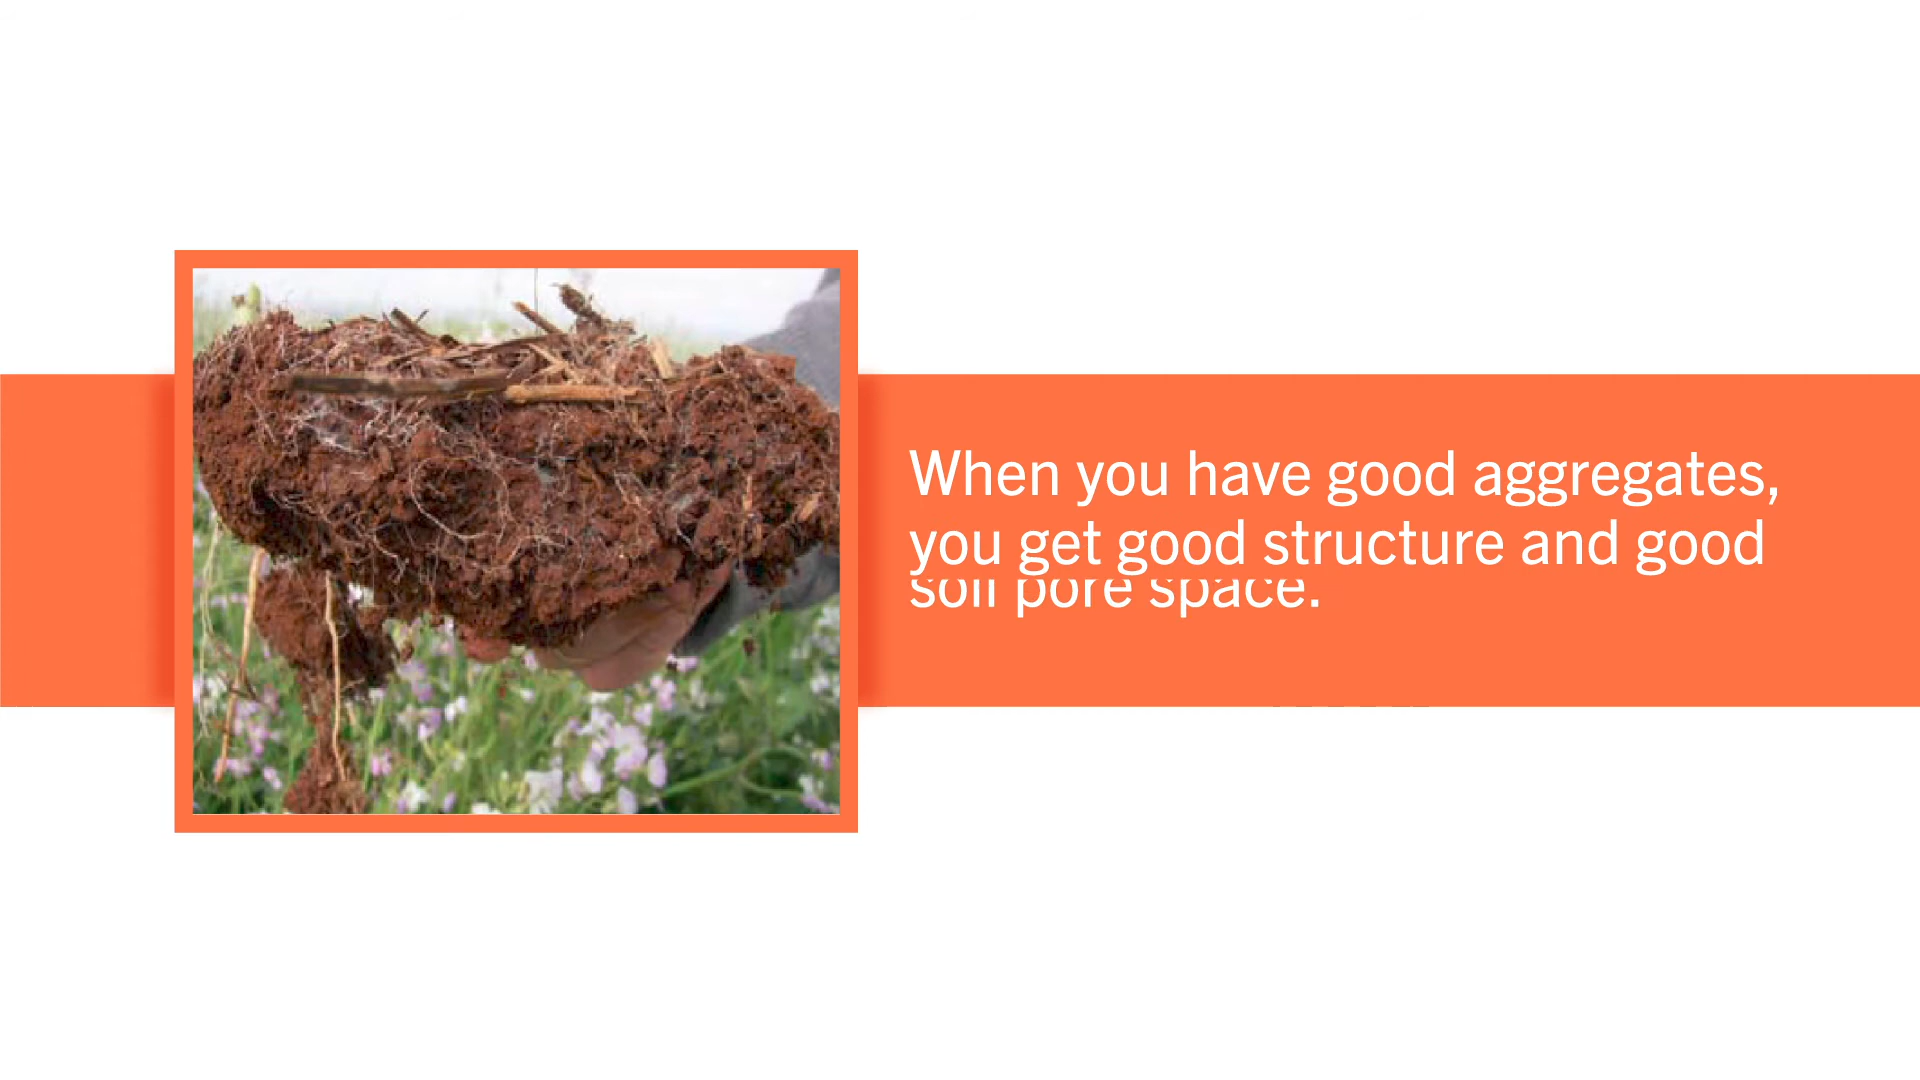 When you have good aggregates,
you get good structure and good
soil pore space.